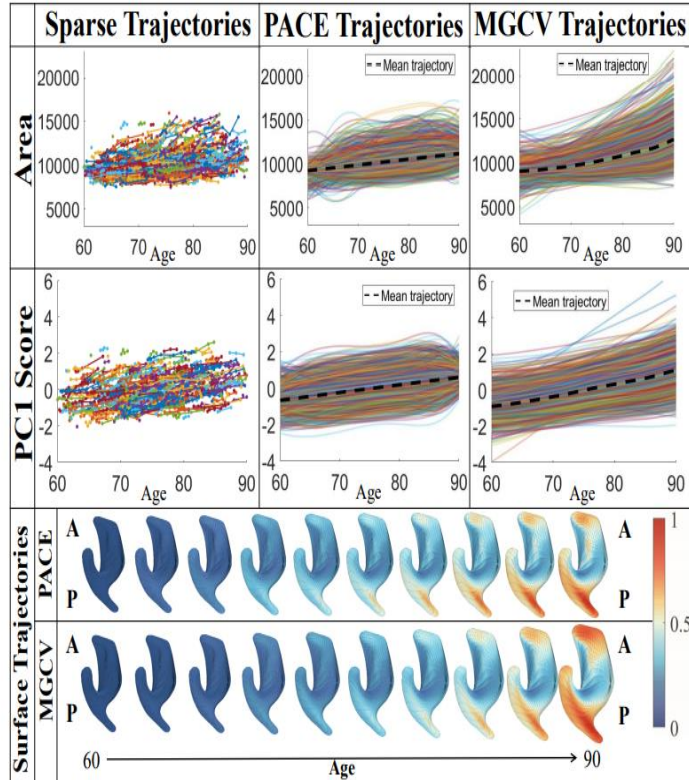 Sparse Trajectories PACE Trajectories MGCV Trajectories
Area
20000
15000
10000
5000
60 70 80 90
Age
Mean trajectory
20000
15000
10000
5000
60 70 80 90
Age
Mean trajectory
20000
15000
10000
5000
60 70 80 90
Age
PC1 Score
6
4
2
0
-2
-4
60 70 80 90
Age
Mean trajectory
6
4
2
0
-2
-4
60 70 80 90
Age
Mean trajectory
6
4
2
0
-2
-4
60 70 80 90
Age
Surface Trajectories
PACE
A A
P P
MGCV
A A
P P
1
0.5
0
60 90
Age